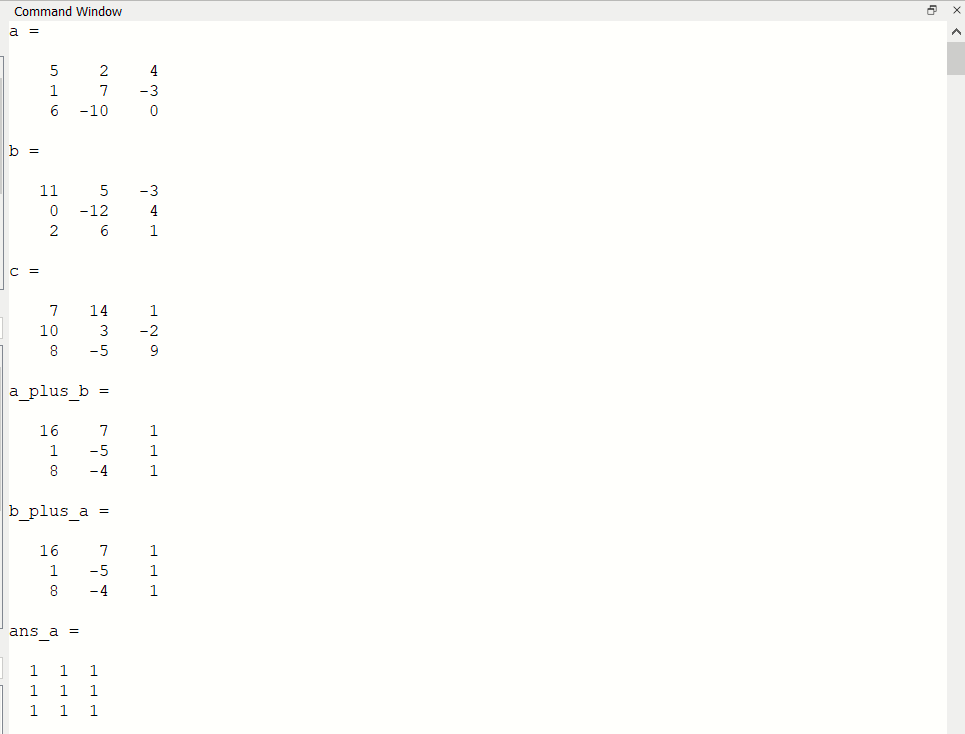 Command Window
a =
5 2 4
1 7 -3
6 -10 0
b =
11 5 -3
0 -12 4
2 6 1
c =
7 14 1
10 3 -2
8 -5 9
a_plus_b =
16 7 1
1 -5 1
8 -4 1
b_plus_a =
16 7 1
1 -5 1
8 -4 1
ans_a =
1 1 1
1 1 1
1 1 1